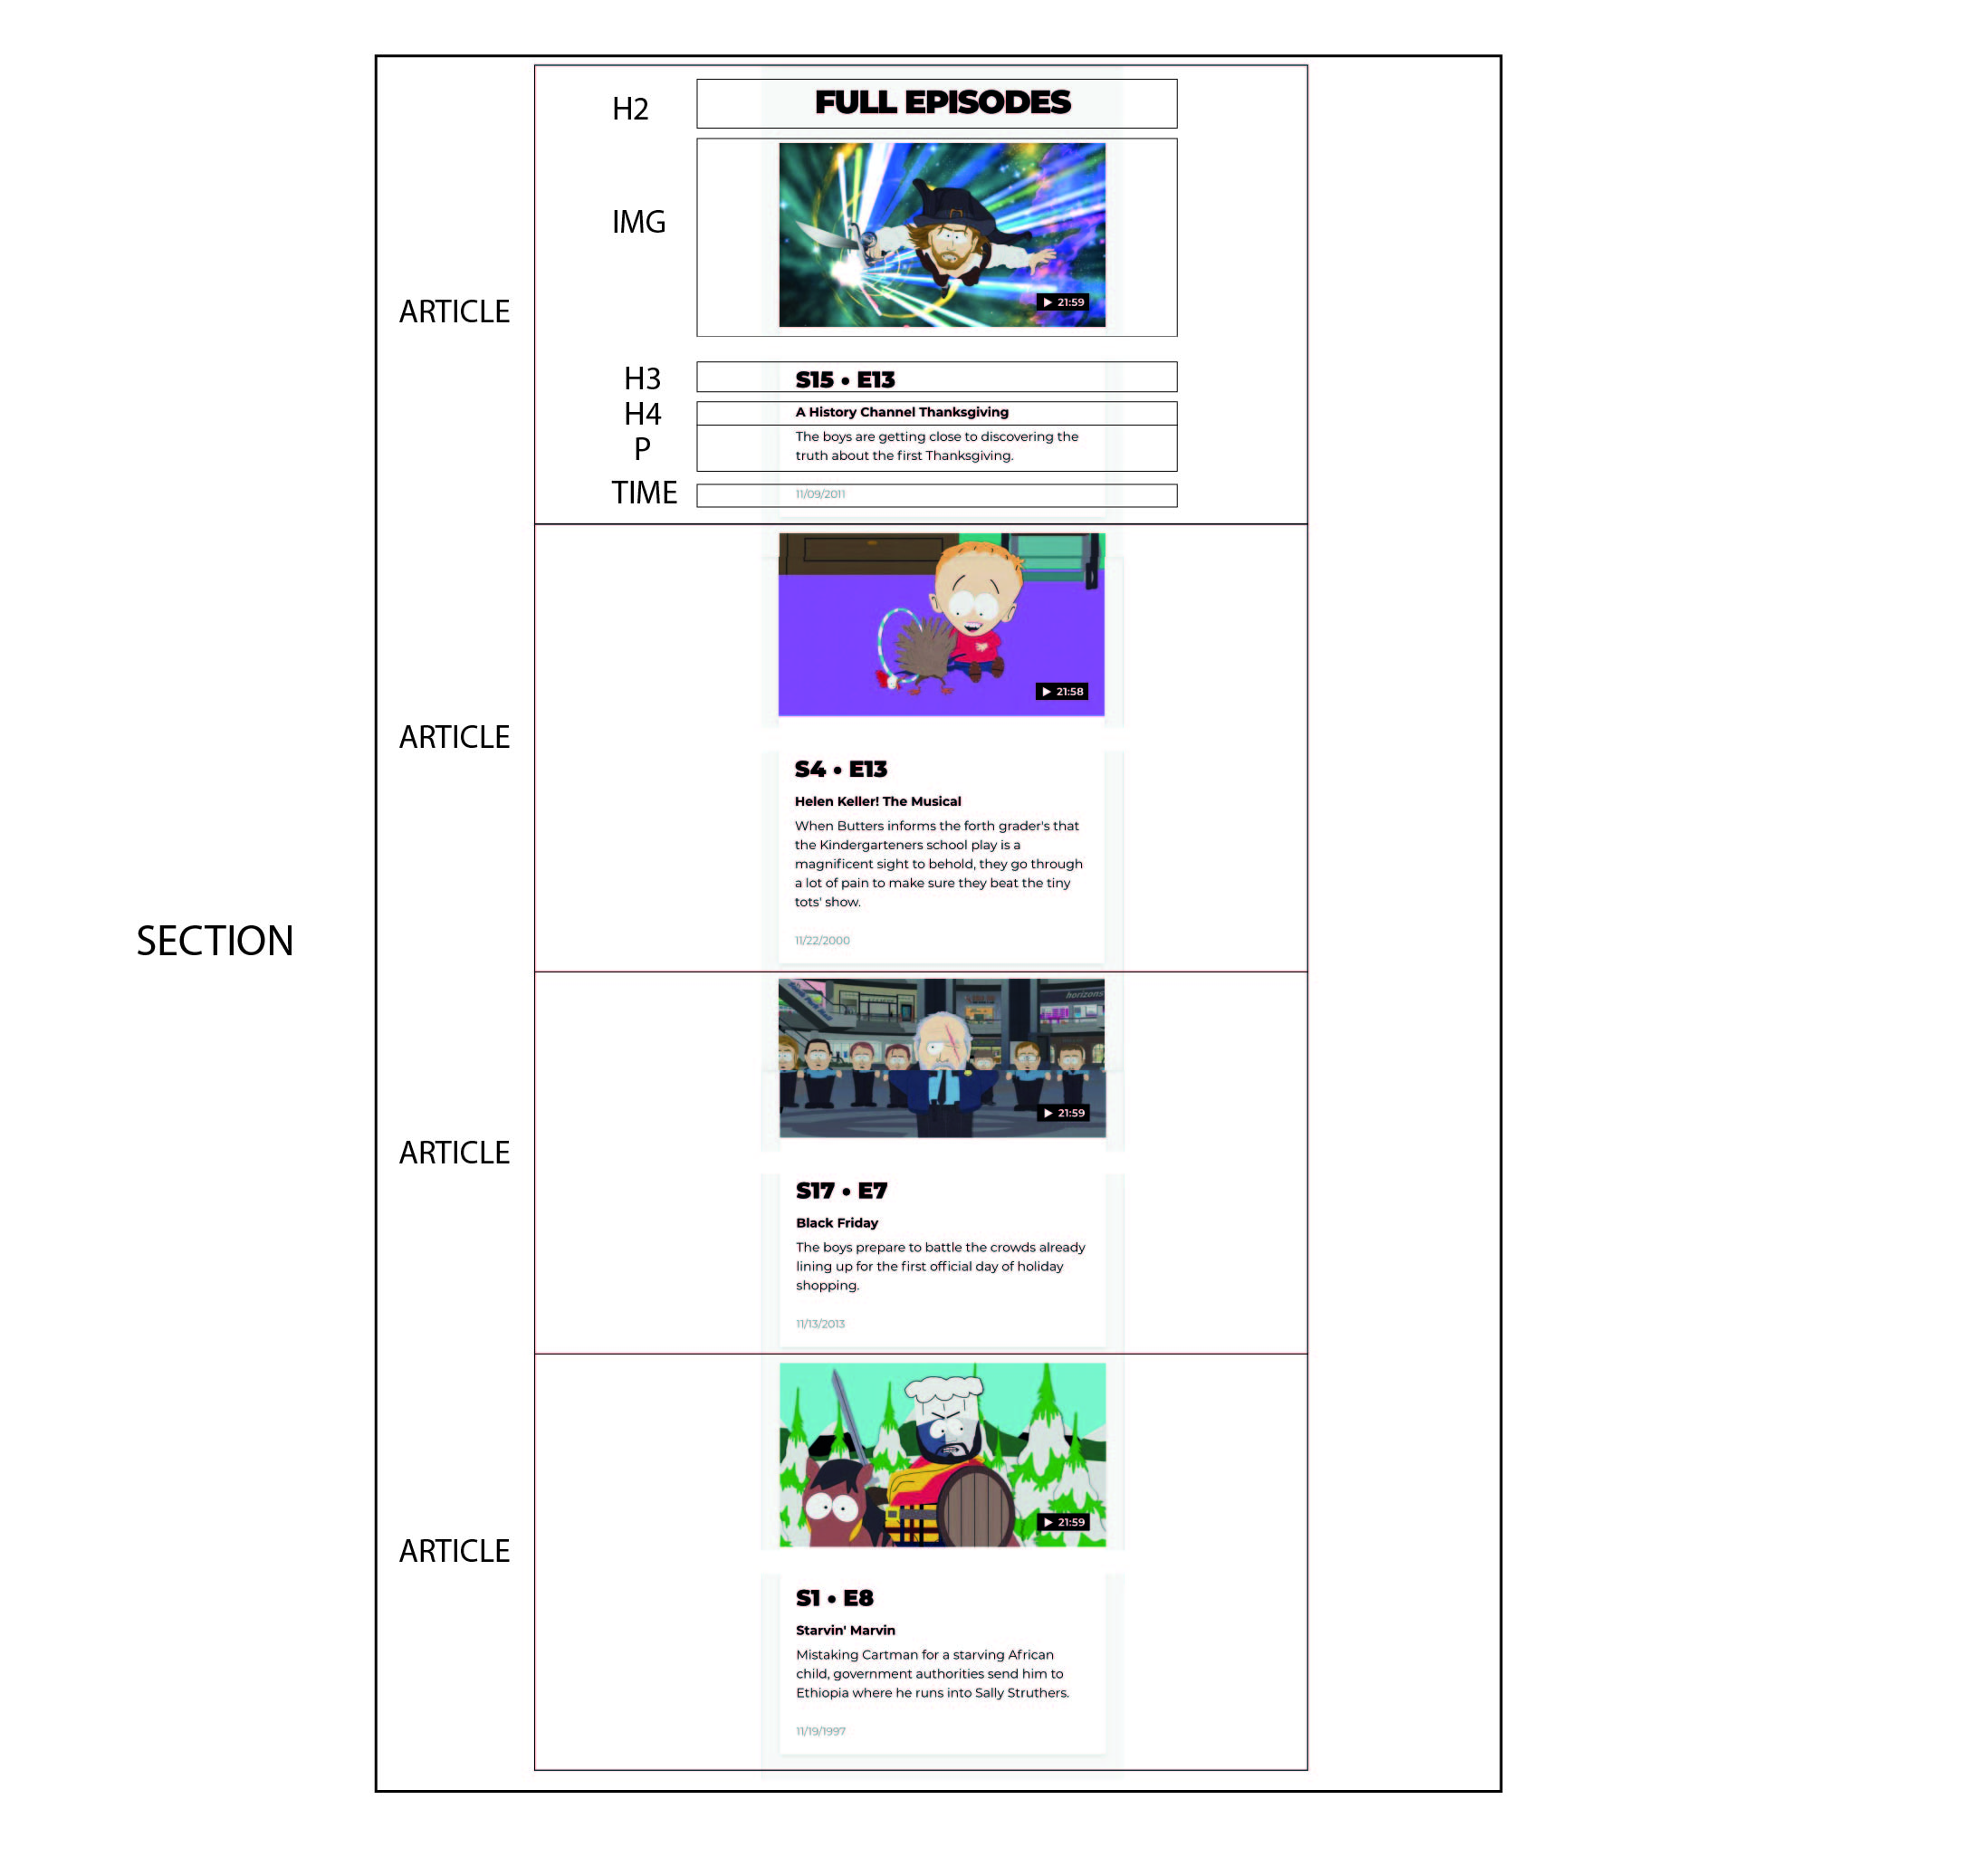 H2
FULL EPISODES
IMG
21:59
ARTICLE
H3
S15 • E13
H4
A History Channel Thanksgiving
P
The boys are getting close to discovering the
truth about the first Thanksgiving.
TIME
11/09/2011
21:58
ARTICLE
S4 • E13
Helen Keller! The Musical
When Butters informs the forth grader's that
the Kindergarteners school play is a
magnificent sight to behold, they go through
a lot of pain to make sure they beat the tiny
tots' show.
SECTION
11/22/2000
horizons
21:59
ARTICLE
S17 • E7
Black Friday
The boys prepare to battle the crowds already
lining up for the first official day of holiday
shopping.
11/13/2013
21:59
ARTICLE
S1 • E8
Starvin' Marvin
Mistaking Cartman for a starving African
child, government authorities send him to
Ethiopia where he runs into Sally Struthers.
11/19/1997